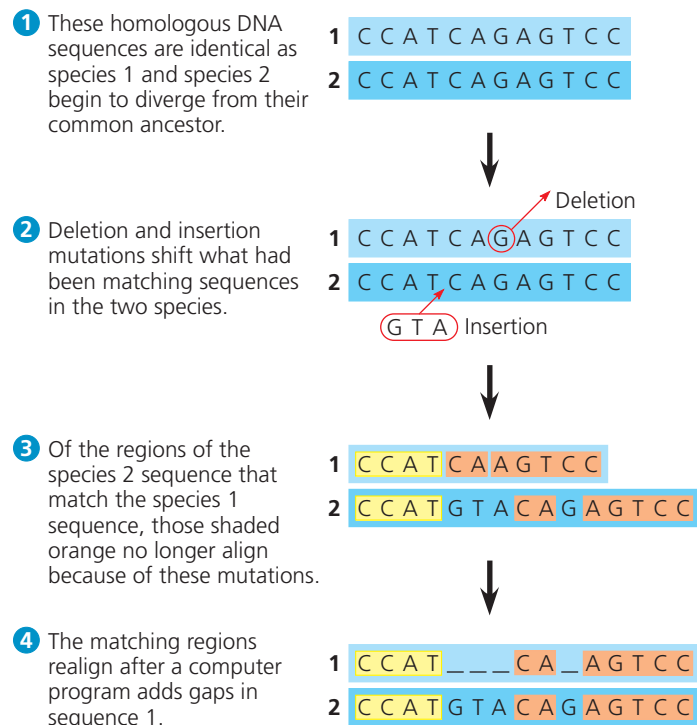 1 These homologous DNA
sequences are identical as
species 1 and species 2
begin to diverge from their
common ancestor.
1 C C A T C A G A G T C C
2 C C A T C A G A G T C C
2 Deletion and insertion
mutations shift what had
been matching sequences
in the two species.
Deletion
1 C C A T C A G A G T C C
2 C C A T C A G A G T C C
G T A Insertion
3 Of the regions of the
species 2 sequence that
match the species 1
sequence, those shaded
orange no longer align
because of these mutations.
1 C C A T C A A G T C C
2 C C A T G T A C A G A G T C C
4 The matching regions
realign after a computer
program adds gaps in
sequence 1.
1 C C A T _ _ _ C A _ A G T C C
2 C C A T G T A C A G A G T C C